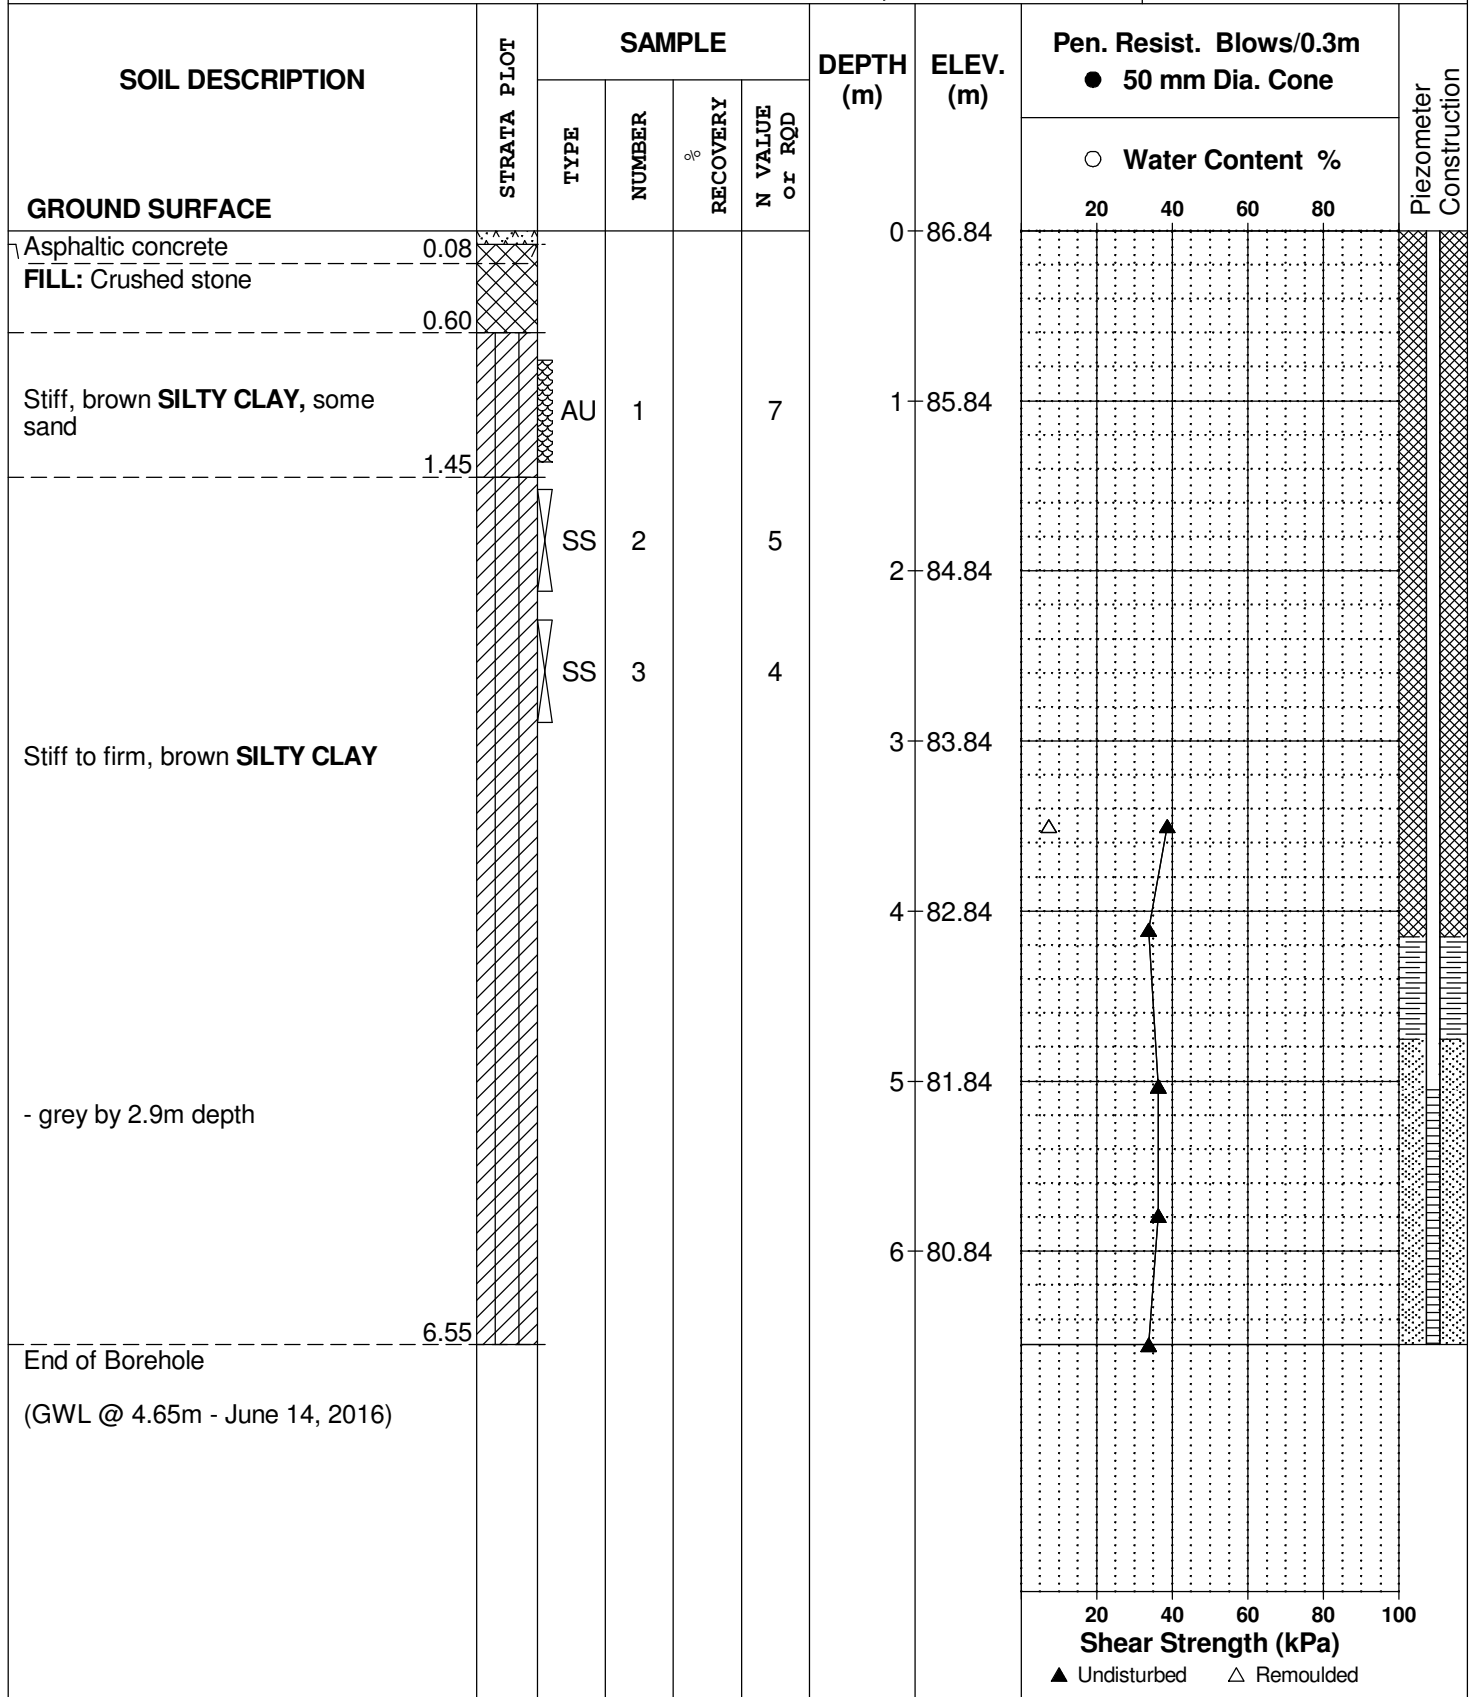 SOIL DESCRIPTION
GROUND SURFACE
STRATA PLOT
SAMPLE
TYPE
NUMBER
%
RECOVERY
N VALUE
or RQD
DEPTH
(m)
ELEV.
(m)
Pen. Resist. Blows/0.3m
● 50 mm Dia. Cone
○ Water Content %
20 40 60 80
Piezometer
Construction
0 86.84
Asphaltic concrete 0.08
FILL: Crushed stone
0.60
Stiff, brown SILTY CLAY, some
sand
AU 1 7
1 85.84
1.45
SS 2 5
2 84.84
SS 3 4
3 83.84
Stiff to firm, brown SILTY CLAY
4 82.84
5 81.84
- grey by 2.9m depth
6 80.84
6.55
End of Borehole
(GWL @ 4.65m - June 14, 2016)
20 40 60 80 100
Shear Strength (kPa)
▲ Undisturbed △ Remoulded